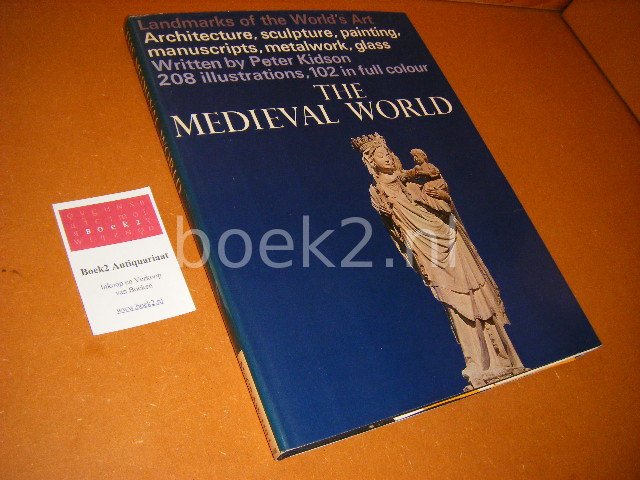 Landmarks of the World's Art
Architecture, sculpture, painting,
manuscripts, metalwork, glass
Written by Peter Kidson
208 illustrations, 102 in full colour
THE
MEDIEVAL WORLD
boek2.nl
BOEK2
Boek2 Antiquariaat
Inkoop en Verkoop
van Boeken
www.boek2.nl